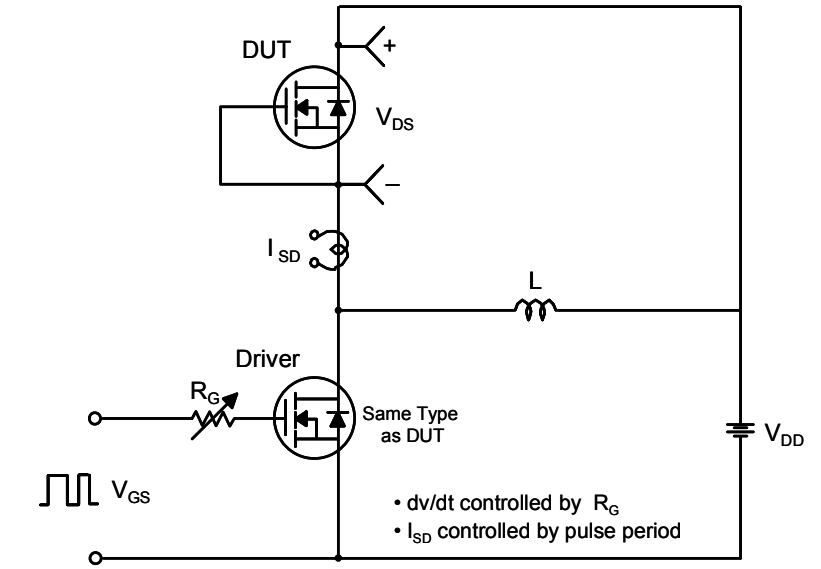 DUT
+
VDS
–
ISD
L
Driver
RG
Same Type
as DUT
VDD
VGS
• dv/dt controlled by RG
• ISD controlled by pulse period